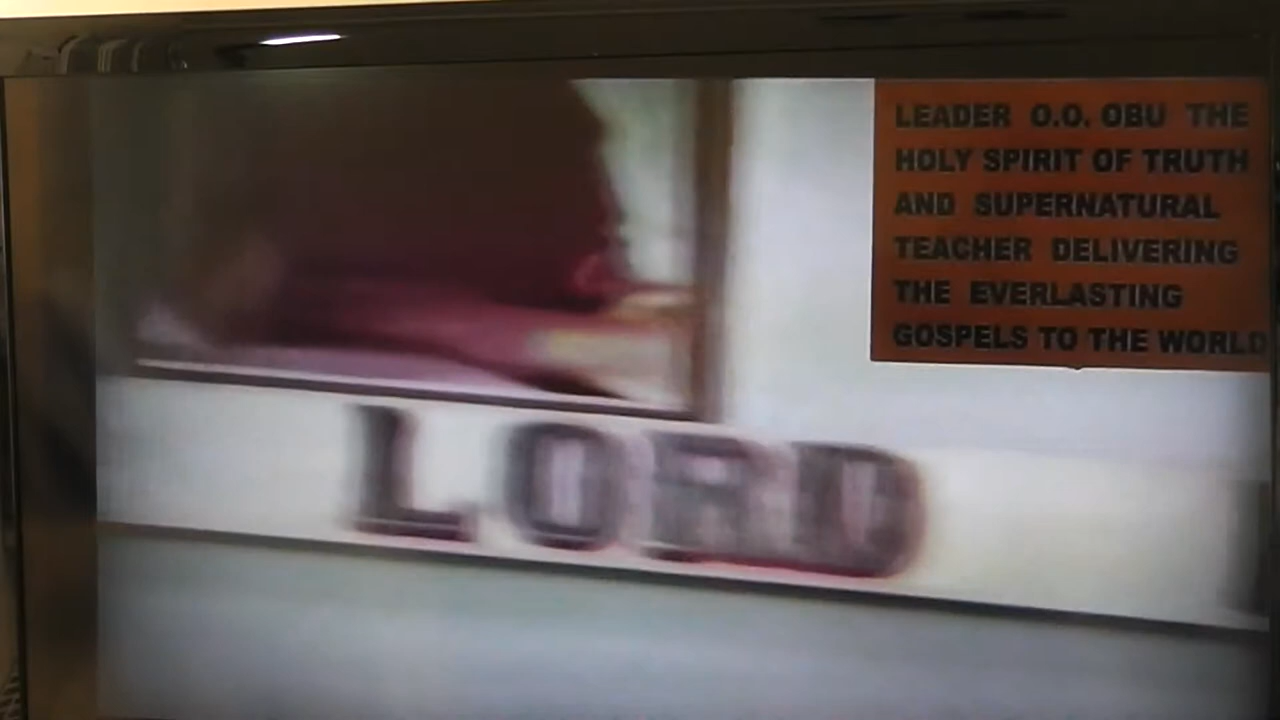 LEADER O.O. OBU THE
HOLY SPIRIT OF TRUTH
AND SUPERNATURAL
TEACHER DELIVERING
THE EVERLASTING
GOSPELS TO THE WORLD
LORD